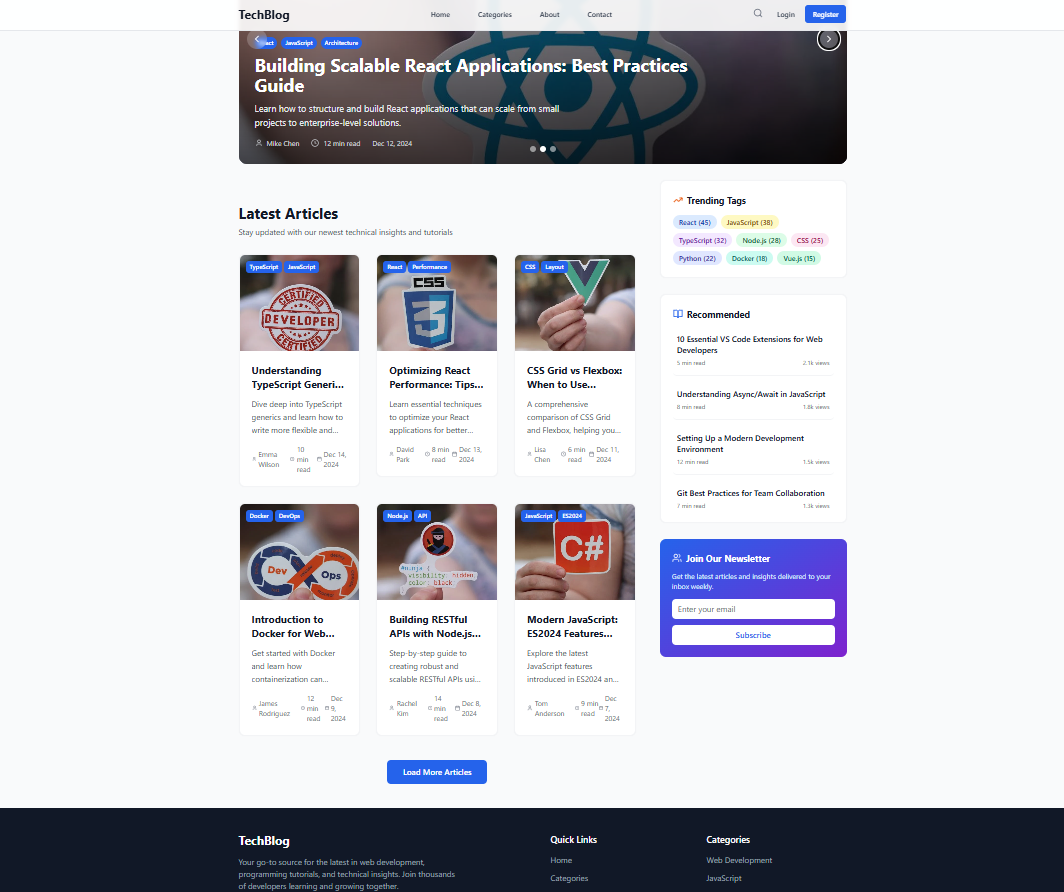 TechBlog
Home
Categories
About
Contact
Login
Register
JavaScript
Architecture
Building Scalable React Applications: Best Practices
Guide
Learn how to structure and build React applications that can scale from small
projects to enterprise-level solutions.
Mike Chen
12 min read
Dec 12, 2024
Latest Articles
Stay updated with our newest technical insights and tutorials
TypeScript
JavaScript
CERTIFIED
DEVELOPER
CERTIFIED
Understanding
TypeScript Generi...
Dive deep into TypeScript
generics and learn how to
write more flexible and...
Emma
Wilson
10
min
read
Dec 14,
2024
React
Performance
CSS
3
Optimizing React
Performance: Tips...
Learn essential techniques
to optimize your React
applications for better...
David
Park
8 min
read
Dec 13,
2024
CSS
Layout
CSS Grid vs Flexbox:
When to Use...
A comprehensive
comparison of CSS Grid
and Flexbox, helping you...
Lisa
Chen
6 min
read
Dec 11,
2024
Docker
DevOps
Dev
Ops
Introduction to
Docker for Web...
Get started with Docker
and learn how
containerization can...
James
Rodriguez
12
min
read
Dec
9,
2024
Node.js
API
#ninja {
visibility: hidden;
color: black
Building RESTful
APIs with Node.js...
Step-by-step guide to
creating robust and
scalable RESTful APIs usi...
Rachel
Kim
14
min
read
Dec 8,
2024
JavaScript
ES2024
C#
Modern JavaScript:
ES2024 Features...
Explore the latest
JavaScript features
introduced in ES2024 an...
Tom
Anderson
9 min
read
Dec
7,
2024
Load More Articles
Trending Tags
React (45)
JavaScript (38)
TypeScript (32)
Node.js (28)
CSS (25)
Python (22)
Docker (18)
Vue.js (15)
Recommended
10 Essential VS Code Extensions for Web
Developers
5 min read
2.1k views
Understanding Async/Await in JavaScript
8 min read
1.8k views
Setting Up a Modern Development
Environment
12 min read
1.5k views
Git Best Practices for Team Collaboration
7 min read
1.3k views
Join Our Newsletter
Get the latest articles and insights delivered to your
inbox weekly.
Enter your email
Subscribe
TechBlog
Your go-to source for the latest in web development,
programming tutorials, and technical insights. Join thousands
of developers learning and growing together.
Quick Links
Home
Categories
Categories
Web Development
JavaScript